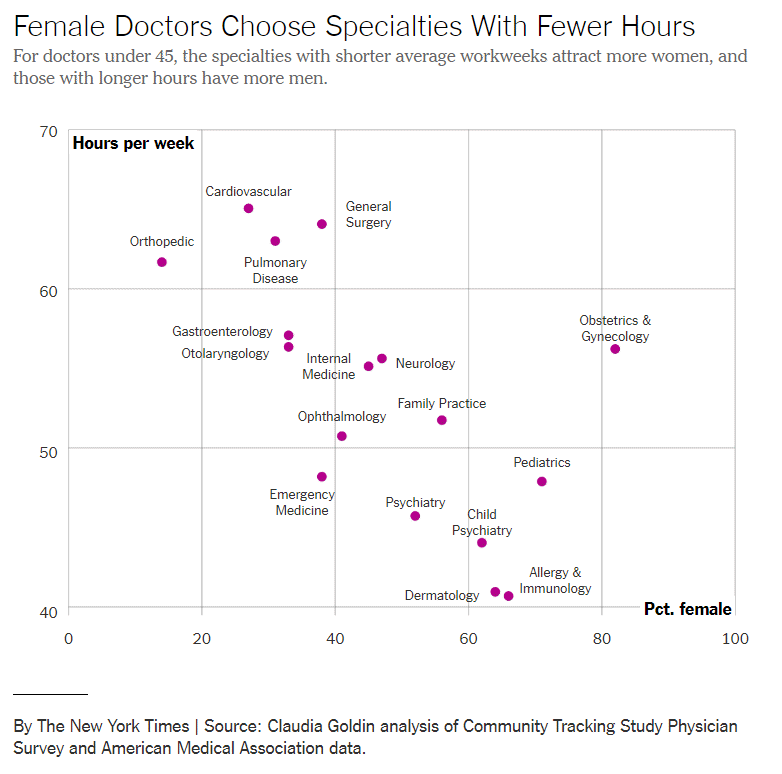 Female Doctors Choose Specialties With Fewer Hours
For doctors under 45, the specialties with shorter average workweeks attract more women, and
those with longer hours have more men.
70
Hours per week
Cardiovascular
General
Surgery
Orthopedic
Pulmonary
Disease
60
Obstetrics &
Gynecology
Gastroenterology
Otolaryngology
Internal
Medicine
Neurology
Family Practice
Ophthalmology
50
Pediatrics
Emergency
Medicine
Psychiatry
Child
Psychiatry
Allergy &
Immunology
Dermatology
40
Pct. female
0
20
40
60
80
100
By The New York Times | Source: Claudia Goldin analysis of Community Tracking Study Physician
Survey and American Medical Association data.